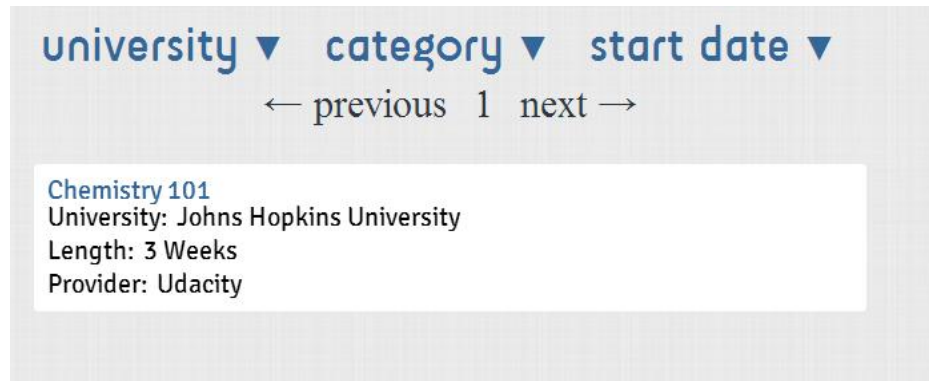 university ▼ category ▼ start date ▼
← previous 1 next →
Chemistry 101
University: Johns Hopkins University
Length: 3 Weeks
Provider: Udacity